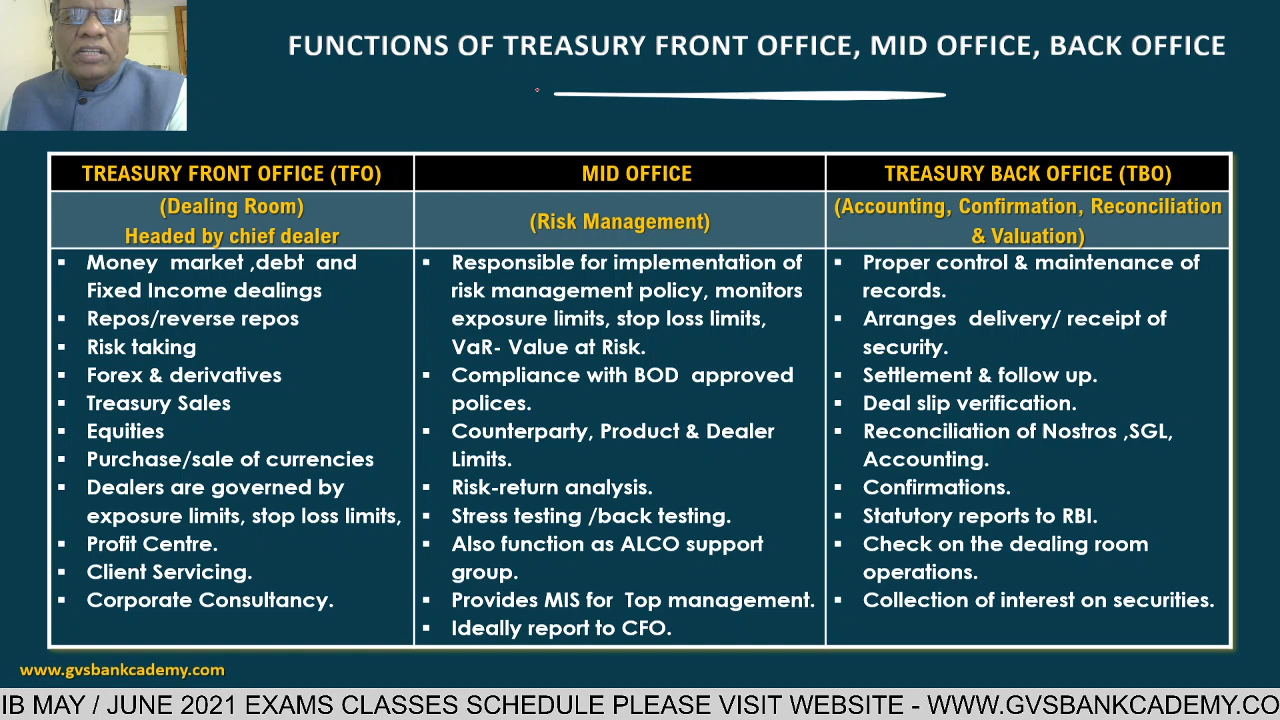 FUNCTIONS OF TREASURY FRONT OFFICE, MID OFFICE, BACK OFFICE
TREASURY FRONT OFFICE (TFO)
(Dealing Room)
Headed by chief dealer
▪ Money market ,debt and
Fixed Income dealings
▪ Repos/reverse repos
▪ Risk taking
▪ Forex & derivatives
▪ Treasury Sales
▪ Equities
▪ Purchase/sale of currencies
▪ Dealers are governed by
exposure limits, stop loss limits,
▪ Profit Centre.
▪ Client Servicing.
▪ Corporate Consultancy.
MID OFFICE
(Risk Management)
▪ Responsible for implementation of
risk management policy, monitors
exposure limits, stop loss limits,
VaR- Value at Risk.
▪ Compliance with BOD approved
polices.
▪ Counterparty, Product & Dealer
Limits.
▪ Risk-return analysis.
▪ Stress testing /back testing.
▪ Also function as ALCO support
group.
▪ Provides MIS for Top management.
▪ Ideally report to CFO.
TREASURY BACK OFFICE (TBO)
(Accounting, Confirmation, Reconciliation
& Valuation)
▪ Proper control & maintenance of
records.
▪ Arranges delivery/ receipt of
security.
▪ Settlement & follow up.
▪ Deal slip verification.
▪ Reconciliation of Nostros ,SGL,
Accounting.
▪ Confirmations.
▪ Statutory reports to RBI.
▪ Check on the dealing room
operations.
▪ Collection of interest on securities.
www.gvsbankcademy.com
IB MAY / JUNE 2021 EXAMS CLASSES SCHEDULE PLEASE VISIT WEBSITE - WWW.GVSBANKCADEMY.CO